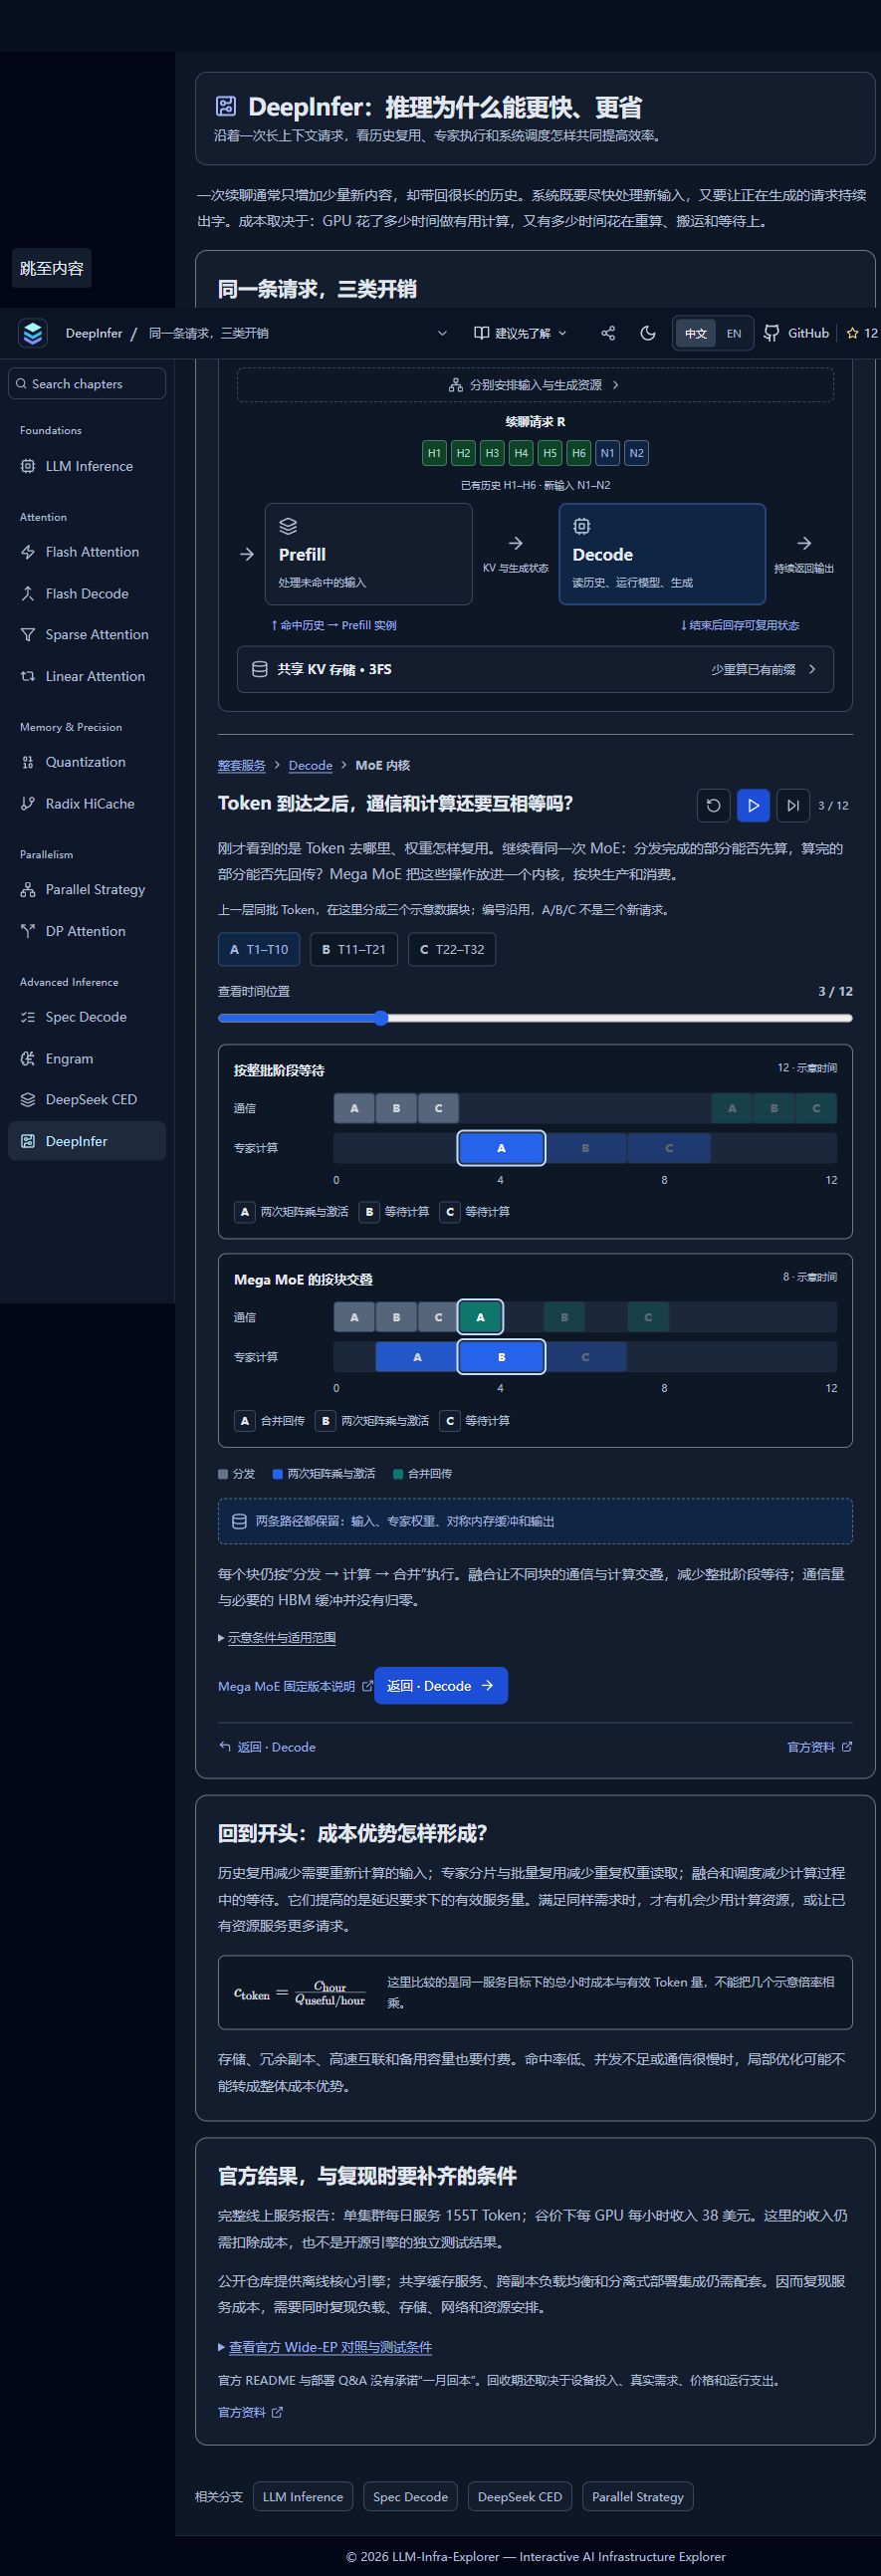 DeepInfer：推理为什么能更快、更省
沿着一次长上下文请求，看历史复用、专家执行和系统调度怎样共同提高效率。
一次续聊通常只增加少量新内容，却带回很长的历史。系统既要尽快处理新输入，又要让正在生成的请求持续
出字。成本取决于：GPU 花了多少时间做有用计算，又有多少时间花在重算、搬运和等待上。
跳至内容
同一条请求，三类开销
DeepInfer / 同一条请求，三类开销 建议先了解 中文 EN GitHub 12
Search chapters
Foundations
LLM Inference
Attention
Flash Attention
Flash Decode
Sparse Attention
Linear Attention
Memory & Precision
Quantization
Radix HiCache
Parallelism
Parallel Strategy
DP Attention
Advanced Inference
Spec Decode
Engram
DeepSeek CED
DeepInfer
分别安排输入与生成资源
续聊请求 R
H1 H2 H3 H4 H5 H6 N1 N2
已有历史 H1–H6 · 新输入 N1–N2
Prefill
处理未命中的输入
KV 与生成状态
Decode
读历史、运行模型、生成
持续返回输出
↑ 命中历史 → Prefill 实例
↓ 结束后回存可复用状态
共享 KV 存储 • 3FS
少重算已有前缀
整套服务 > Decode > MoE 内核
Token 到达之后，通信和计算还要互相等吗？
3 / 12
刚才看到的是 Token 去哪里、权重怎样复用。继续看同一次 MoE：分发完成的部分能否先算，算完的
部分能否先回传？Mega MoE 把这些操作放进一个内核，按块生产和消费。
上一层同批 Token，在这里分成三个示意数据块；编号沿用，A/B/C 不是三个新请求。
A T1–T10 B T11–T21 C T22–T32
查看时间位置 3 / 12
按整批阶段等待 12 · 示意时间
通信 A B C A B C
专家计算 A B C
0 4 8 12
A 两次矩阵乘与激活 B 等待计算 C 等待计算
Mega MoE 的按块交叠 8 · 示意时间
通信 A B C A B C
专家计算 A B C
0 4 8 12
A 合并回传 B 两次矩阵乘与激活 C 等待计算
分发 两次矩阵乘与激活 合并回传
两条路径都保留：输入、专家权重、对称内存缓冲和输出
每个块仍按“分发 → 计算 → 合并”执行。融合让不同块的通信与计算交叠，减少整批阶段等待；通信量
与必要的 HBM 缓冲并没有归零。
▶ 示意条件与适用范围
Mega MoE 固定版本说明 返回 · Decode →
返回 · Decode 官方资料
回到开头：成本优势怎样形成？
历史复用减少需要重新计算的输入；专家分片与批量复用减少重复权重读取；融合和调度减少计算过程
中的等待。它们提高的是延迟要求下的有效服务量。满足同样需求时，才有机会少用计算资源，或让已
有资源服务更多请求。
c_token = C_hour / Q_useful/hour
这里比较的是同一服务目标下的总小时成本与有效 Token 量，不能把几个示意倍率相
乘。
存储、冗余副本、高速互联和备用容量也要付费。命中率低、并发不足或通信很慢时，局部优化可能不
能转成整体成本优势。
官方结果，与复现时要补齐的条件
完整线上服务报告：单集群每日服务 155T Token；谷价下每 GPU 每小时收入 38 美元。这里的收入仍
需扣除成本，也不是开源引擎的独立测试结果。
公开仓库提供离线核心引擎；共享缓存服务、跨副本负载均衡和分离式部署集成仍需配套。因而复现服
务成本，需要同时复现负载、存储、网络和资源安排。
▶ 查看官方 Wide-EP 对照与测试条件
官方 README 与部署 Q&A 没有承诺“一月回本”。回收期还取决于设备投入、真实需求、价格和运行支出。
官方资料
相关分支 LLM Inference Spec Decode DeepSeek CED Parallel Strategy
© 2026 LLM-Infra-Explorer — Interactive AI Infrastructure Explorer